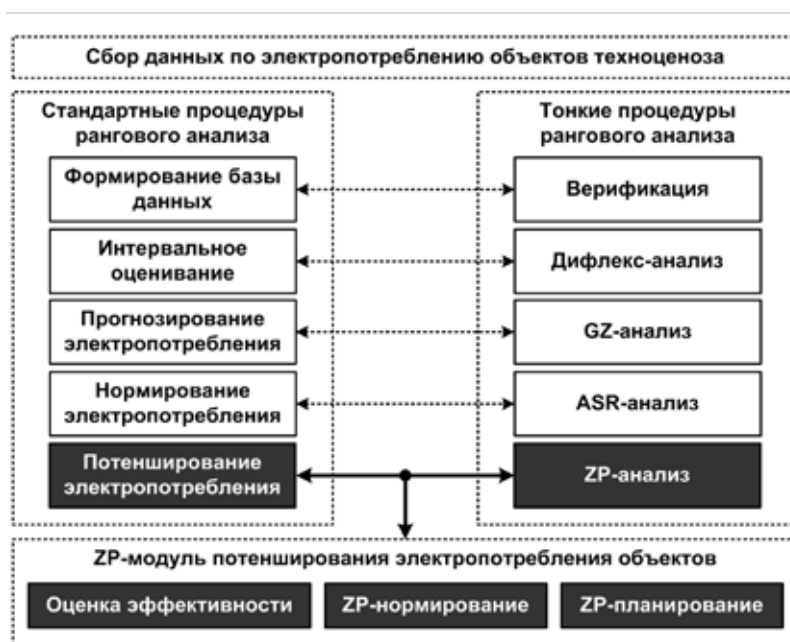 Сбор данных по электропотреблению объектов техноценоза
Стандартные процедуры
рангового анализа
Формирование базы
данных
Интервальное
оценивание
Прогнозирование
электропотребления
Нормирование
электропотребления
Потенширование
электропотребления
Тонкие процедуры
рангового анализа
Верификация
Дифлекс-анализ
GZ-анализ
ASR-анализ
ZP-анализ
ZP-модуль потенширования электропотребления объектов
Оценка эффективности
ZP-нормирование
ZP-планирование